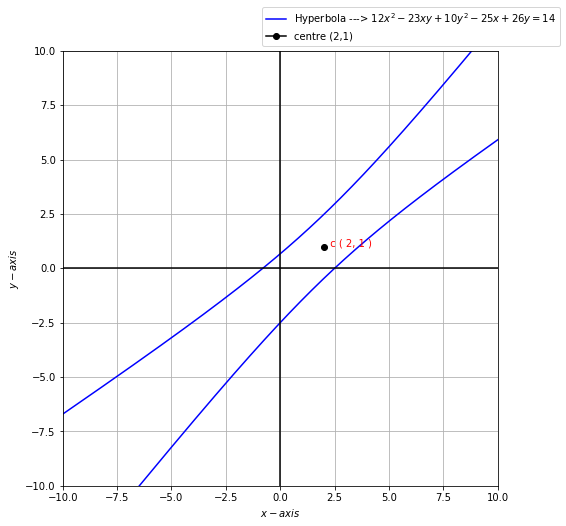 Hyperbola ---> 12x² − 23xy + 10y² − 25x + 26y = 14
centre (2,1)
10.0
7.5
5.0
2.5
0.0
−2.5
−5.0
−7.5
−10.0
y − axis
c ( 2, 1 )
−10.0 −7.5 −5.0 −2.5 0.0 2.5 5.0 7.5 10.0
x − axis